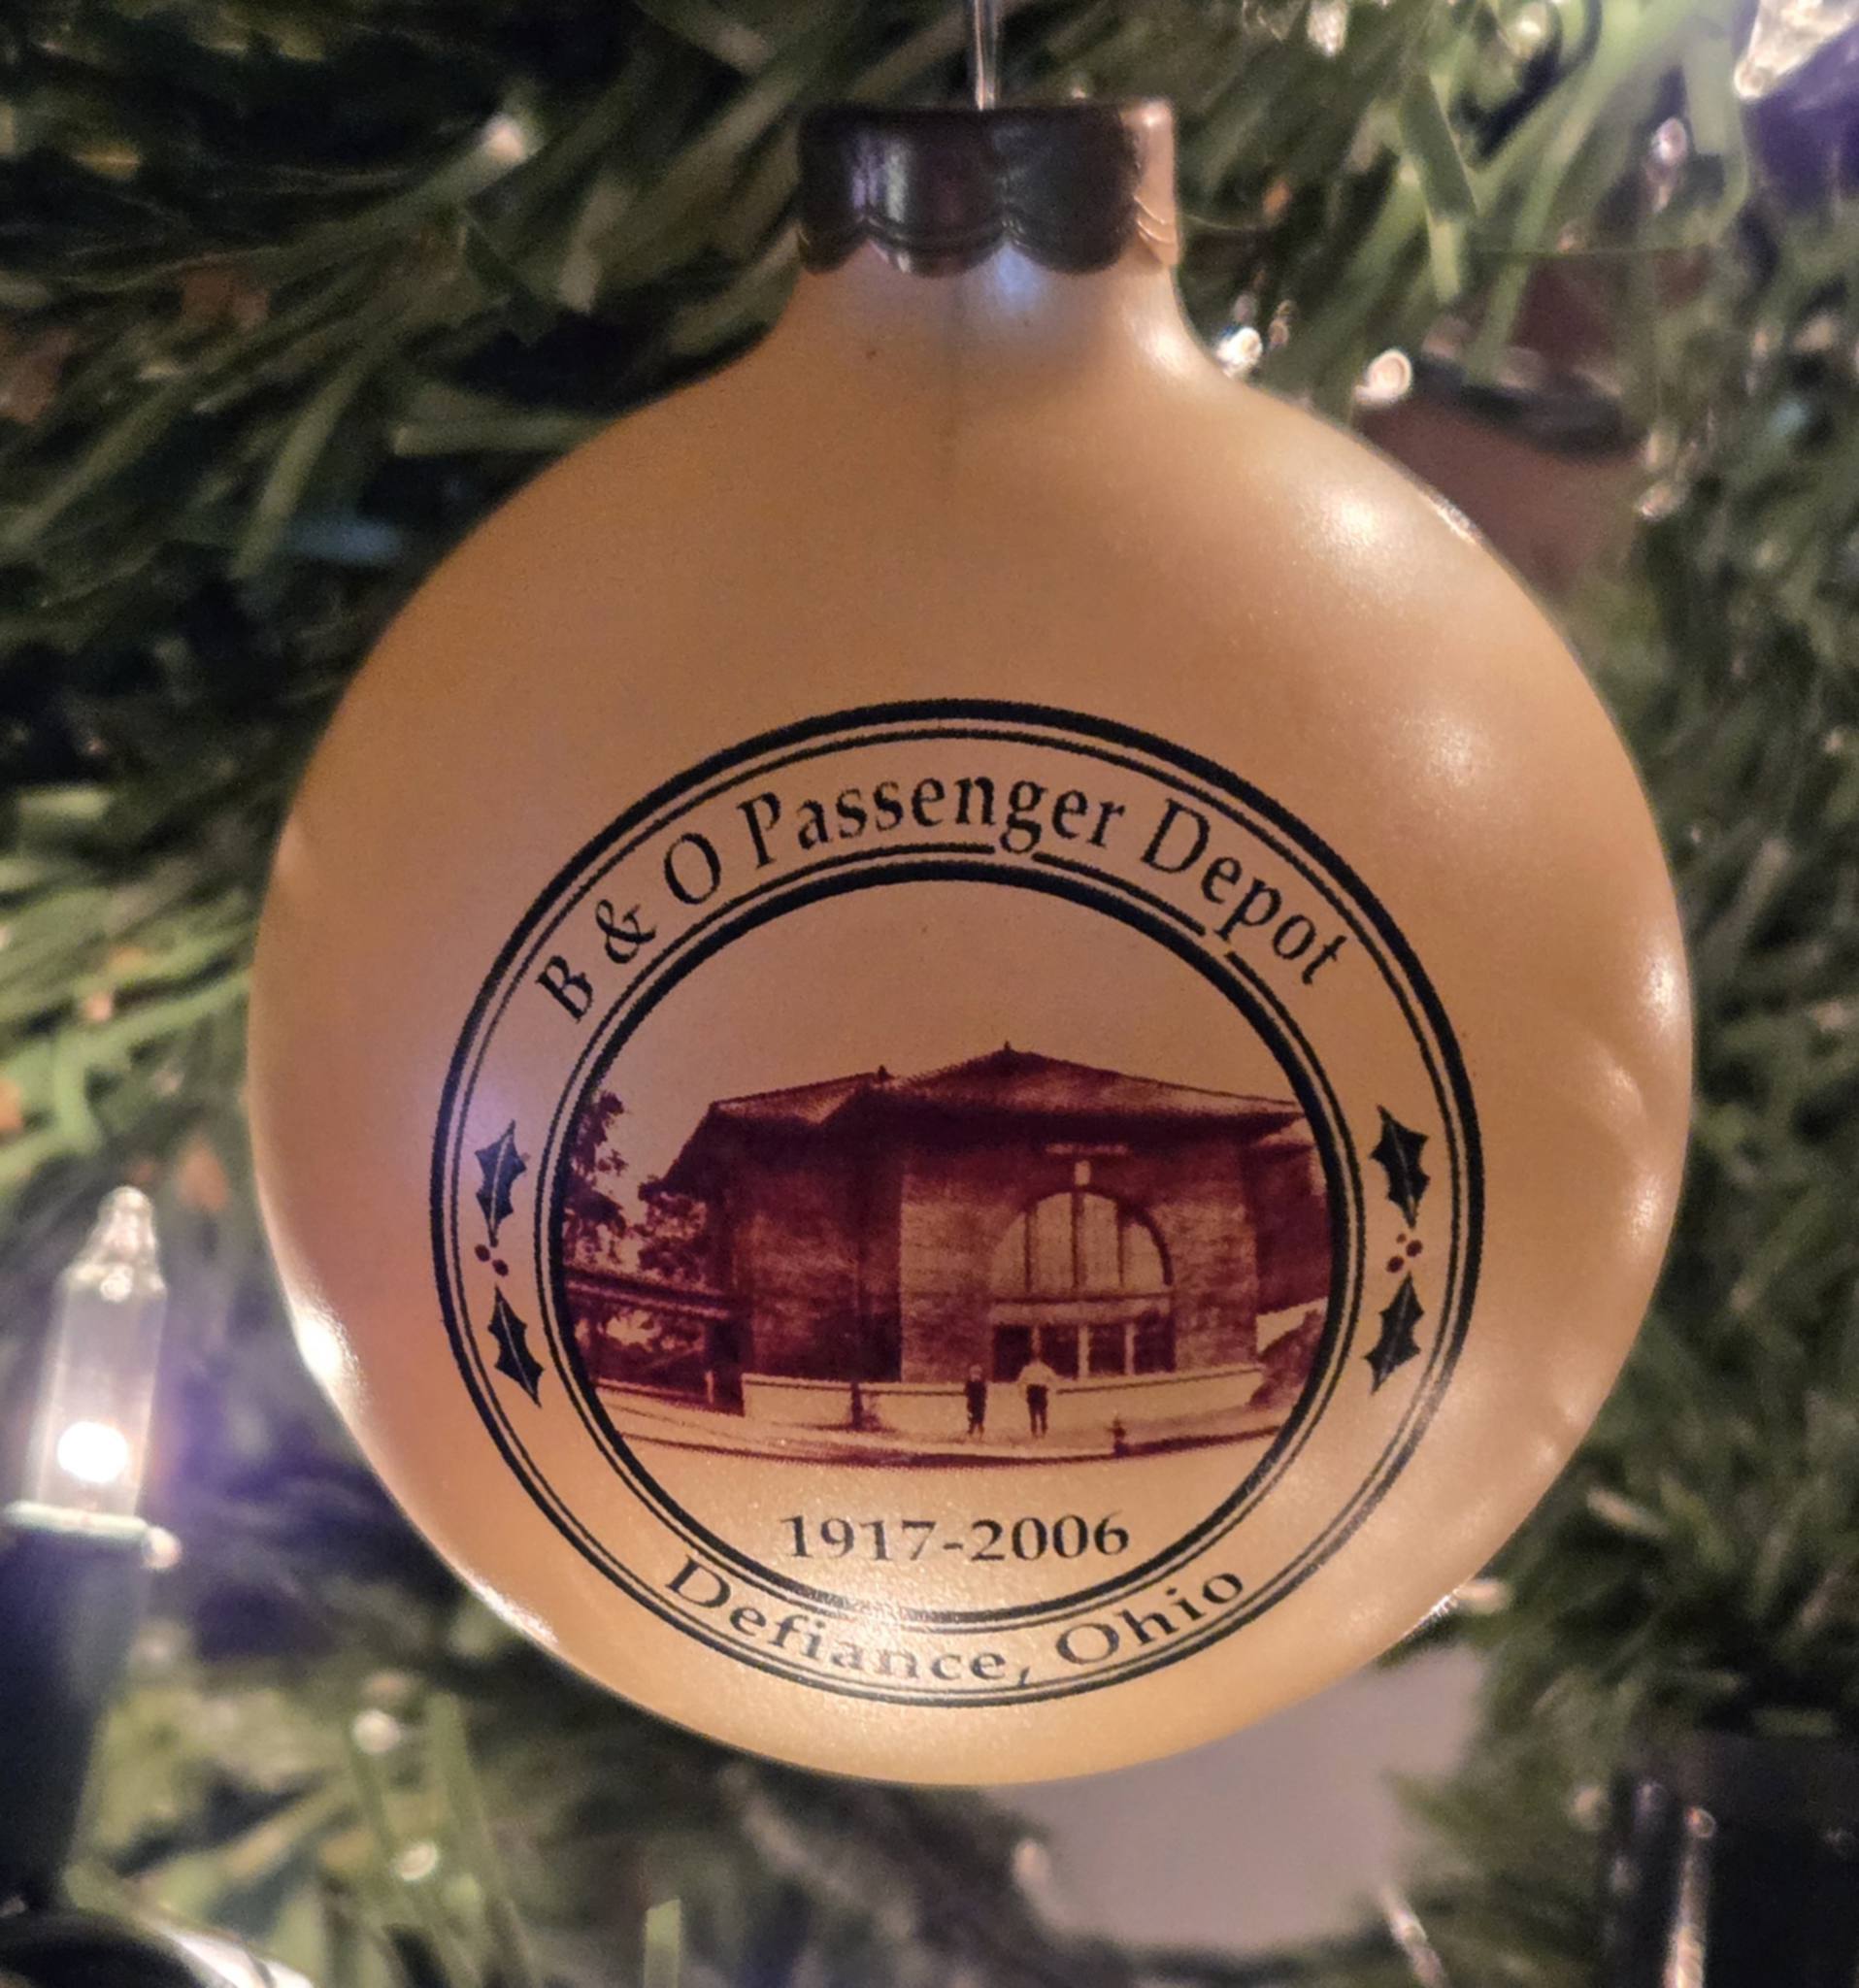 B & O Passenger Depot
1917-2006
Defiance, Ohio